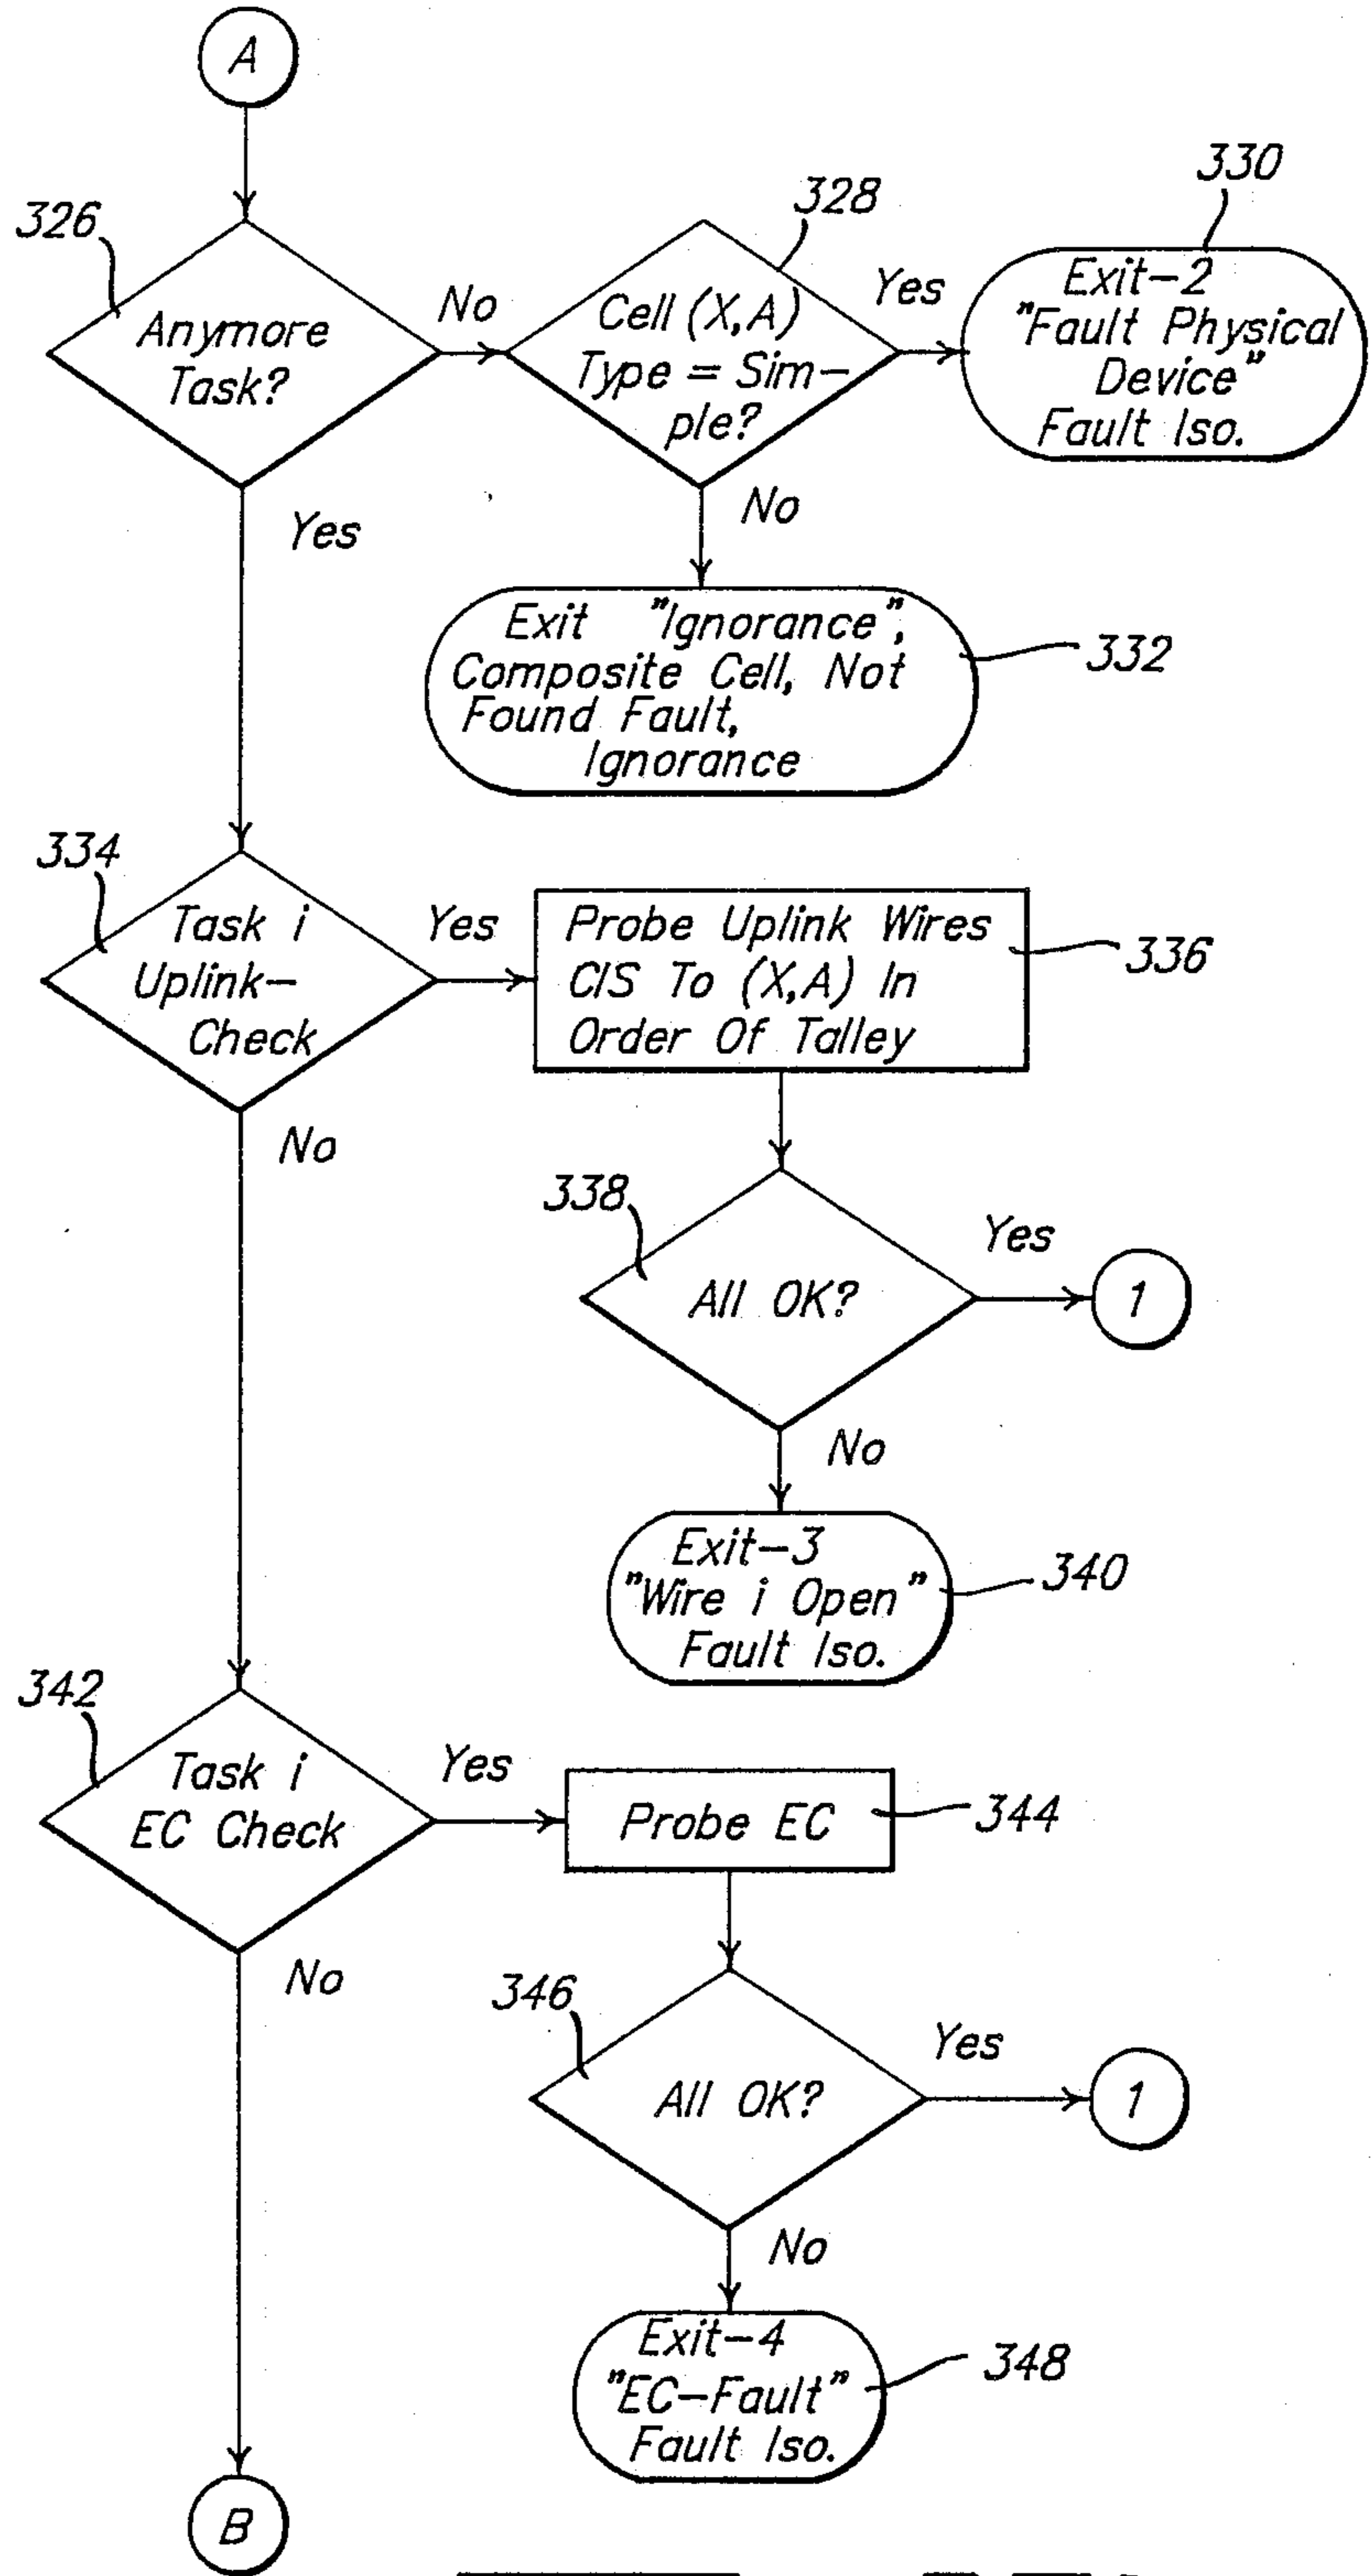 A
326
Anymore
Task?
No
Yes
328
Cell (X,A)
Type = Sim-
ple?
Yes
No
330
Exit-2
"Fault Physical
Device"
Fault Iso.
Exit "Ignorance",
Composite Cell, Not
Found Fault,
Ignorance
332
334
Task i
Uplink-
Check
Yes
No
Probe Uplink Wires
CIS To (X,A) In
Order Of Talley
336
338
All OK?
Yes
1
No
Exit-3
"Wire i Open"
Fault Iso.
340
342
Task i
EC Check
Yes
No
Probe EC
344
346
All OK?
Yes
1
No
Exit-4
"EC-Fault"
Fault Iso.
348
B